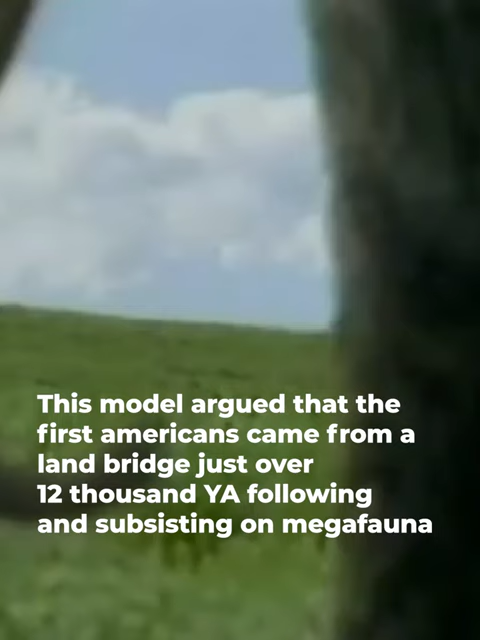 This model argued that the
first americans came from a
land bridge just over
12 thousand YA following
and subsisting on megafauna